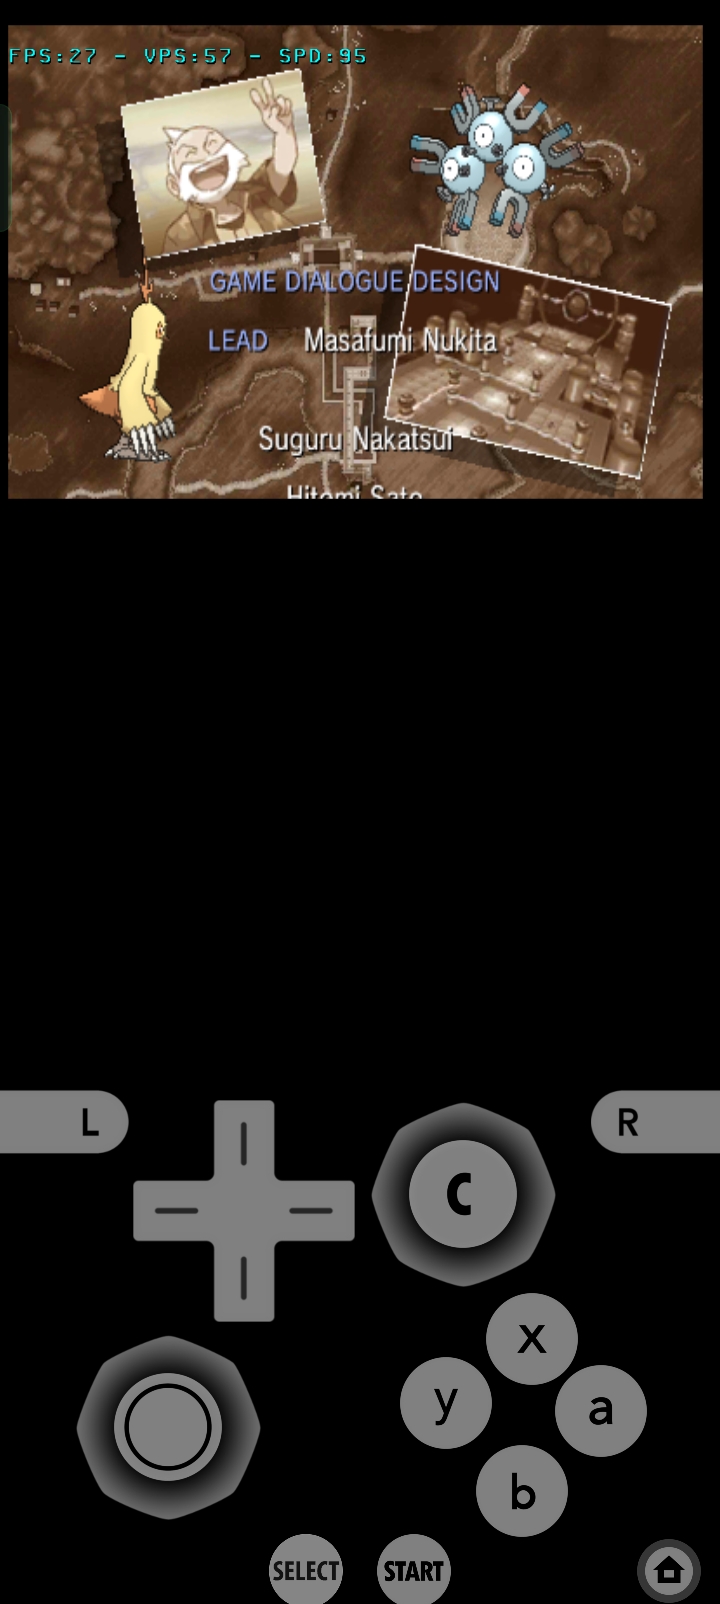 FPS:27 - VPS:57 - SPD:95
GAME DIALOGUE DESIGN
LEAD Masafumi Nukita
Suguru Nakatsui
Hitomi Sato
L
R
C
x
y
a
b
SELECT
START